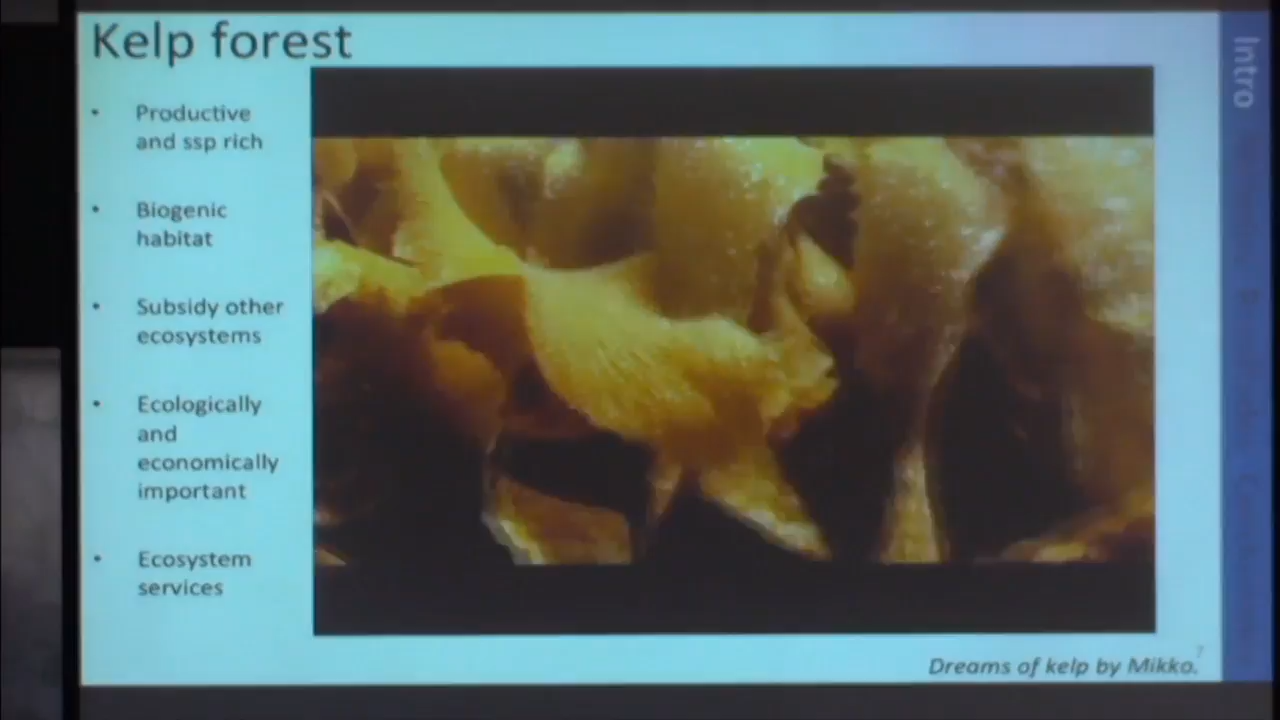 Kelp forest
• Productive
and ssp rich
• Biogenic
habitat
• Subsidy other
ecosystems
• Ecologically
and
economically
important
• Ecosystem
services
Dreams of kelp by Mikko.
7
Intro